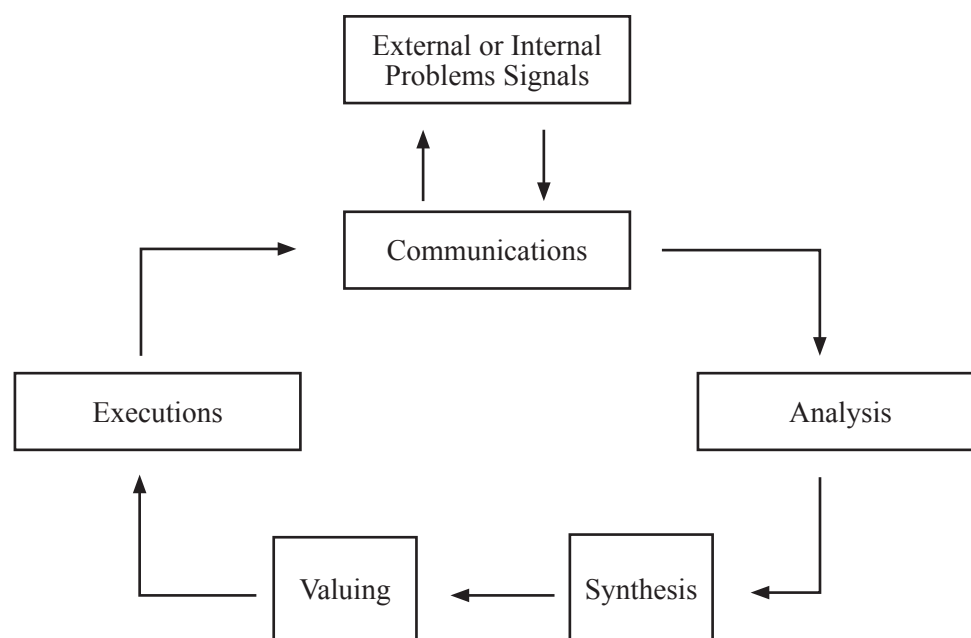 External or Internal
Problems Signals
Communications
Executions
Analysis
Valuing
Synthesis